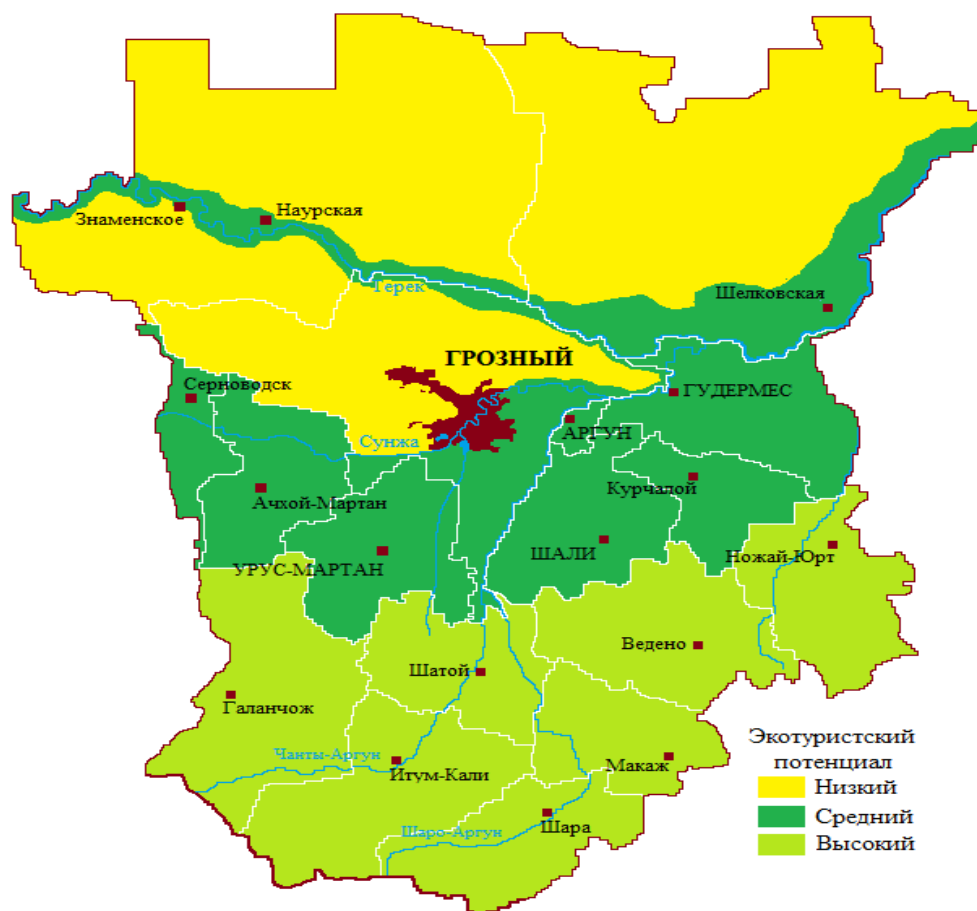 Знаменское
Наурская
Терек
Шелковская
ГРОЗНЫЙ
Серноводск
ГУДЕРМЕС
АРГУН
Сунжа
Курчалой
Ачхой-Мартан
ШАЛИ
Ножай-Юрт
УРУС-МАРТАН
Ведено
Шатой
Галанчож
Чанты-Аргун
Итум-Кали
Макаж
Шаро-Аргун
Шара
Экотуристский
потенциал
Низкий
Средний
Высокий